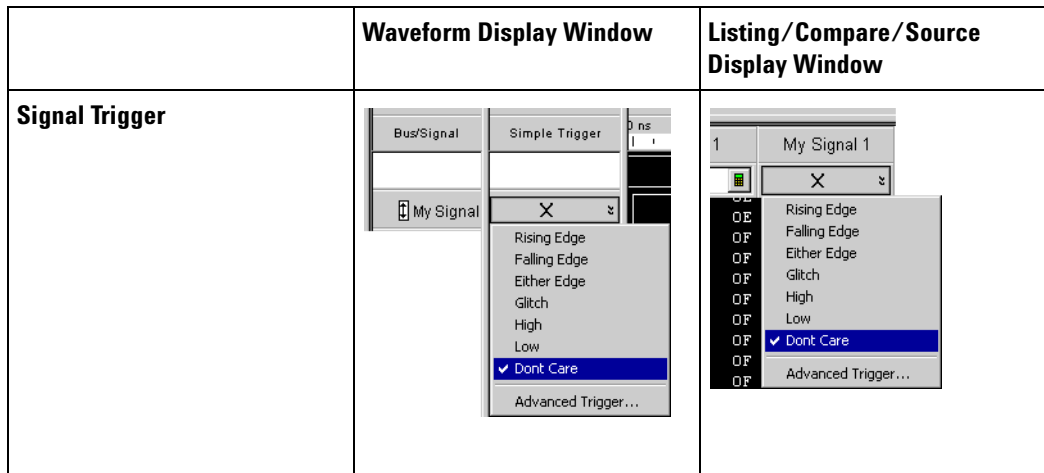 Waveform Display Window
Listing/Compare/Source
Display Window
Signal Trigger
Bus/Signal
Simple Trigger
0 ns
My Signal
X
Rising Edge
Falling Edge
Either Edge
Glitch
High
Low
Dont Care
Advanced Trigger...
1
My Signal 1
X
0E
0F
0F
0F
0F
0F
0F
0F
0F
Rising Edge
Falling Edge
Either Edge
Glitch
High
Low
Dont Care
Advanced Trigger...